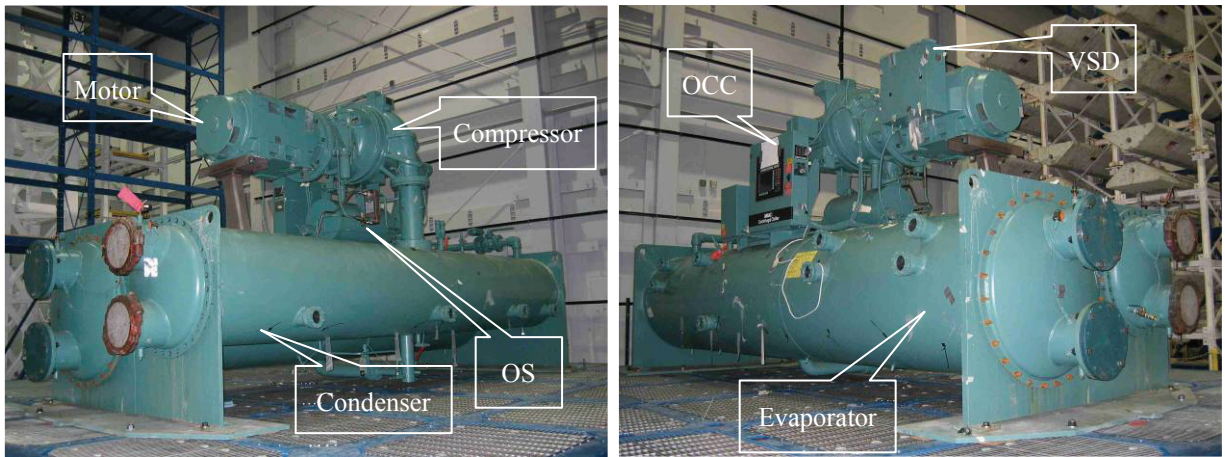 Motor
Compressor
OS
Condenser
OCC
VSD
Evaporator